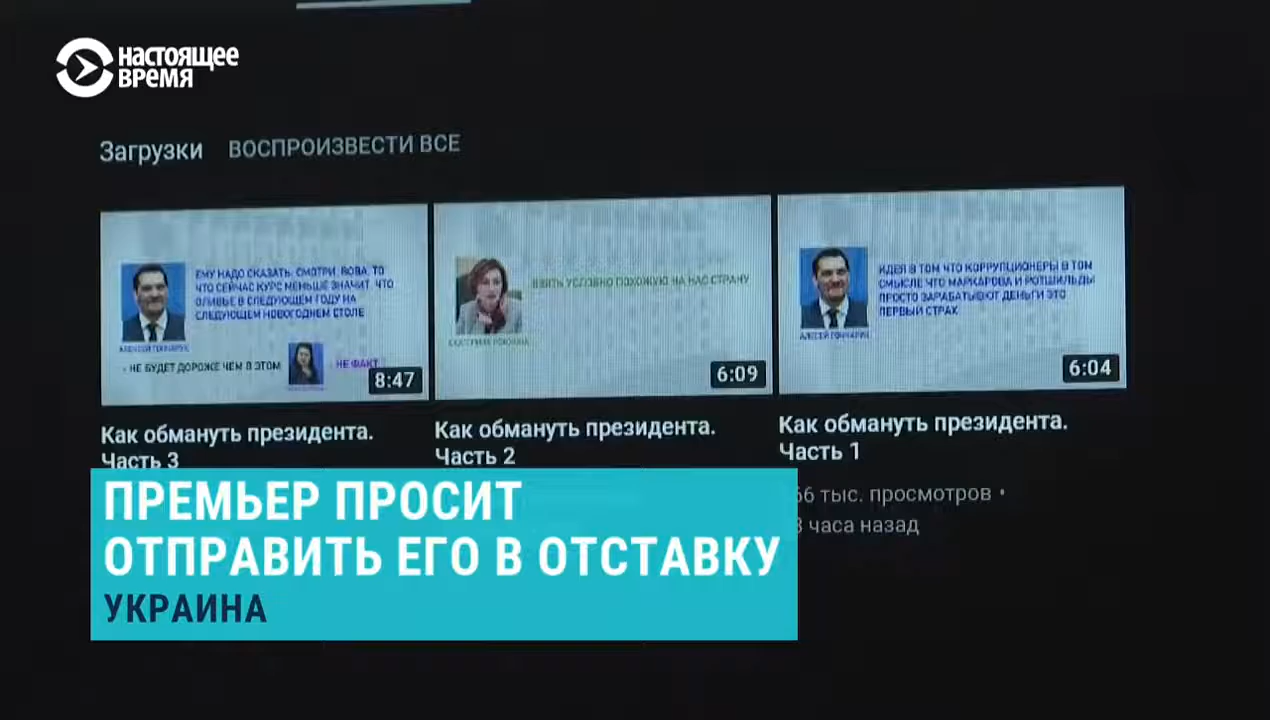 НАСТОЯЩЕЕ
ВРЕМЯ
Загрузки ВОСПРОИЗВЕСТИ ВСЕ
ЕМУ НАДО СКАЗАТЬ: СМОТРИ, ВОВА, ТО
ЧТО СЕЙЧАС КУРС МЕНЬШЕ ЗНАЧИТ, ЧТО
ОЛИВЬЕ В СЛЕДУЮЩЕМ ГОДУ НА
СЛЕДУЮЩЕМ НОВОГОДНЕМ СТОЛЕ
- НЕ БУДЕТ ДОРОЖЕ ЧЕМ В ЭТОМ
- НЕ ФАКТ
8:47
ВЗЯТЬ УСЛОВНО ПОХОЖУЮ НА НАС СТРАНУ
6:09
ИДЕЯ В ТОМ ЧТО КОРРУПЦИОНЕРЫ В ТОМ
СМЫСЛЕ ЧТО МАРКАРОВА И РОТШИЛЬДЫ
ПРОСТО ЗАРАБАТЫВЮТ ДЕНЬГИ ЭТО
ПЕРВЫЙ СТРАХ
6:04
Как обмануть президента.
Часть 3
Как обмануть президента.
Часть 2
Как обмануть президента.
Часть 1
66 тыс. просмотров •
3 часа назад
ПРЕМЬЕР ПРОСИТ
ОТПРАВИТЬ ЕГО В ОТСТАВКУ
УКРАИНА